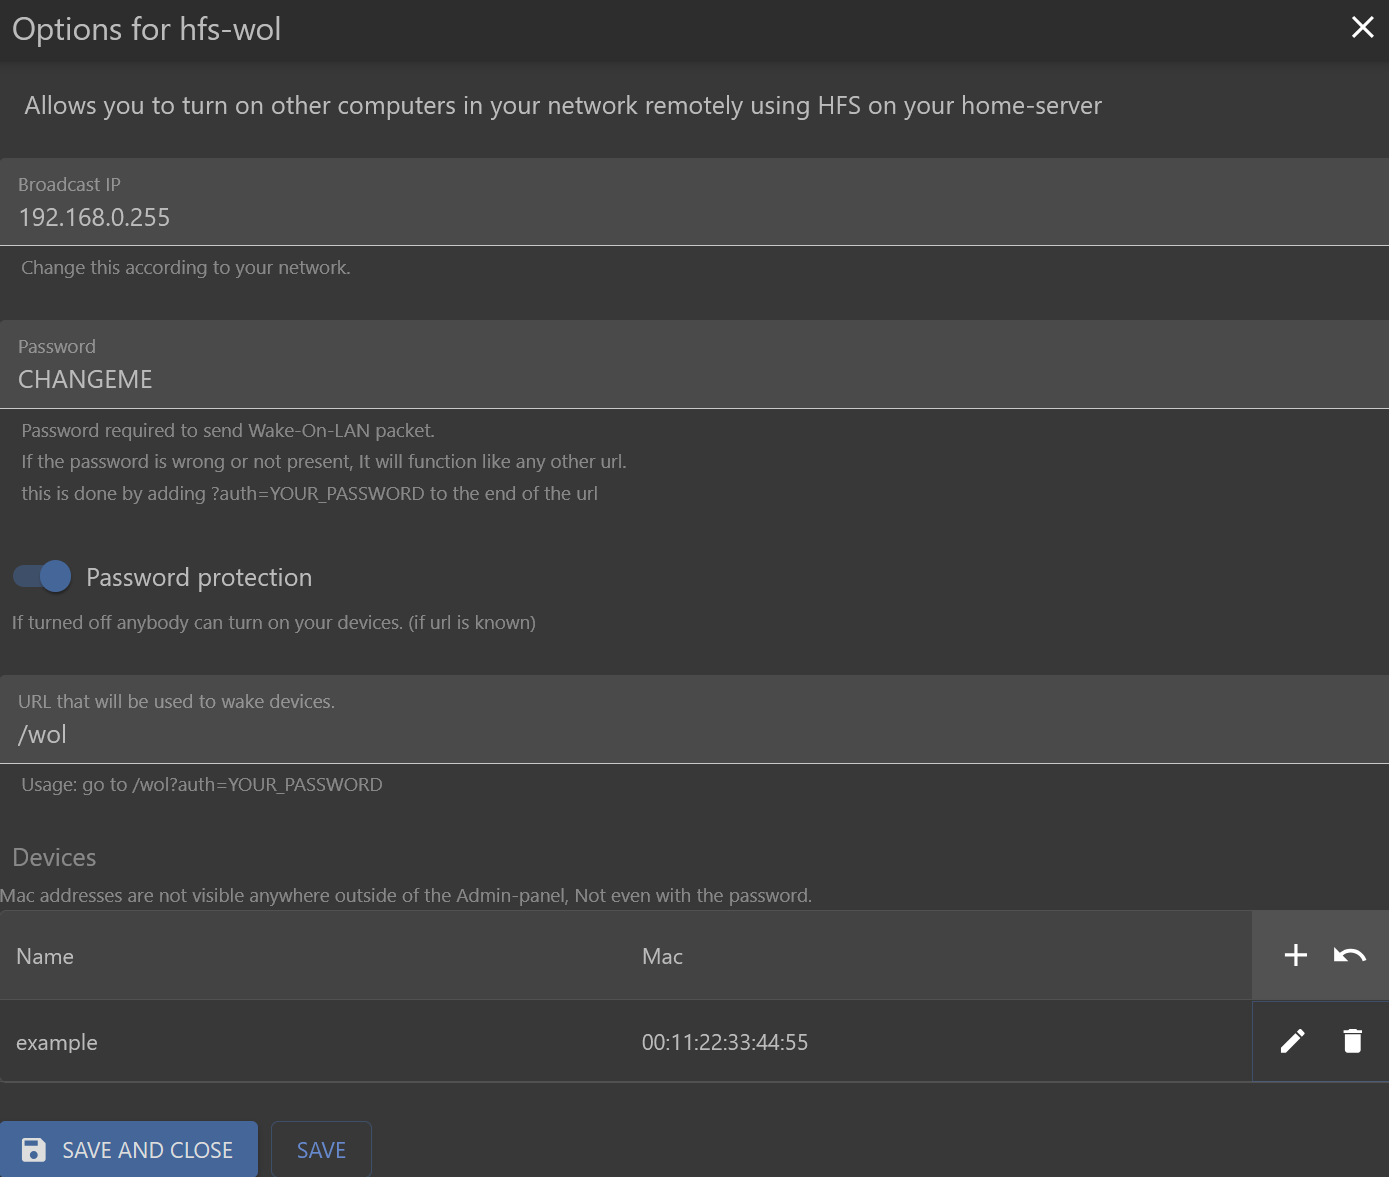 Options for hfs-wol
Allows you to turn on other computers in your network remotely using HFS on your home-server
Broadcast IP
192.168.0.255
Change this according to your network.
Password
CHANGEME
Password required to send Wake-On-LAN packet.
If the password is wrong or not present, It will function like any other url.
this is done by adding ?auth=YOUR_PASSWORD to the end of the url
Password protection
If turned off anybody can turn on your devices. (if url is known)
URL that will be used to wake devices.
/wol
Usage: go to /wol?auth=YOUR_PASSWORD
Devices
Mac addresses are not visible anywhere outside of the Admin-panel, Not even with the password.
Name Mac
example 00:11:22:33:44:55
SAVE AND CLOSE SAVE